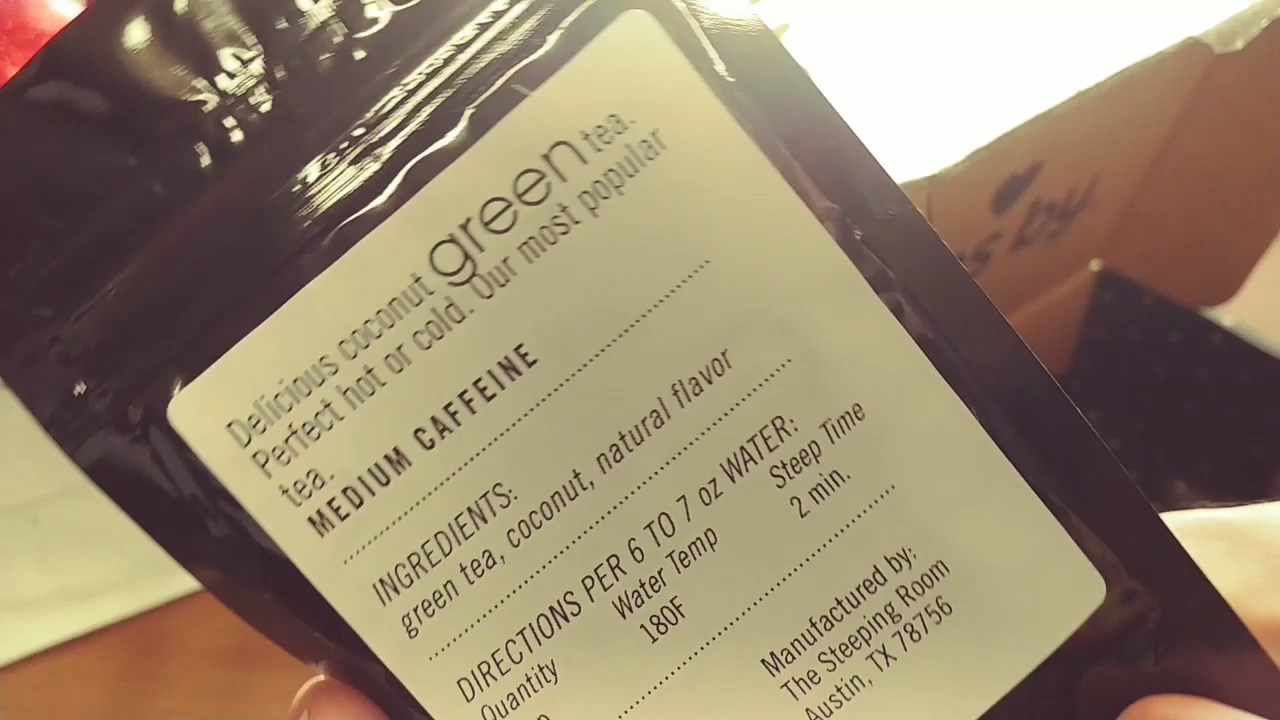 Delicious coconut green tea.
Perfect hot or cold. Our most popular
tea.
MEDIUM CAFFEINE
INGREDIENTS:
green tea, coconut, natural flavor
DIRECTIONS PER 6 TO 7 oz WATER:
Quantity Water Temp Steep Time
180F 2 min.
Manufactured by:
The Steeping Room
Austin, TX 78756
by